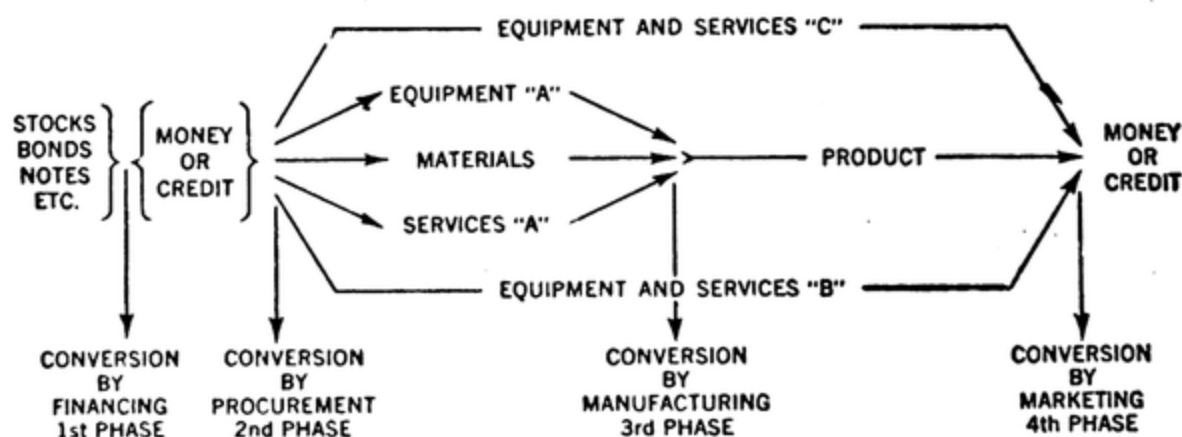 EQUIPMENT AND SERVICES "C"
EQUIPMENT "A"
STOCKS
BONDS
NOTES
ETC.
MONEY
OR
CREDIT
MATERIALS
PRODUCT
MONEY
OR
CREDIT
SERVICES "A"
EQUIPMENT AND SERVICES "B"
CONVERSION
BY
FINANCING
1st PHASE
CONVERSION
BY
PROCUREMENT
2nd PHASE
CONVERSION
BY
MANUFACTURING
3rd PHASE
CONVERSION
BY
MARKETING
4th PHASE